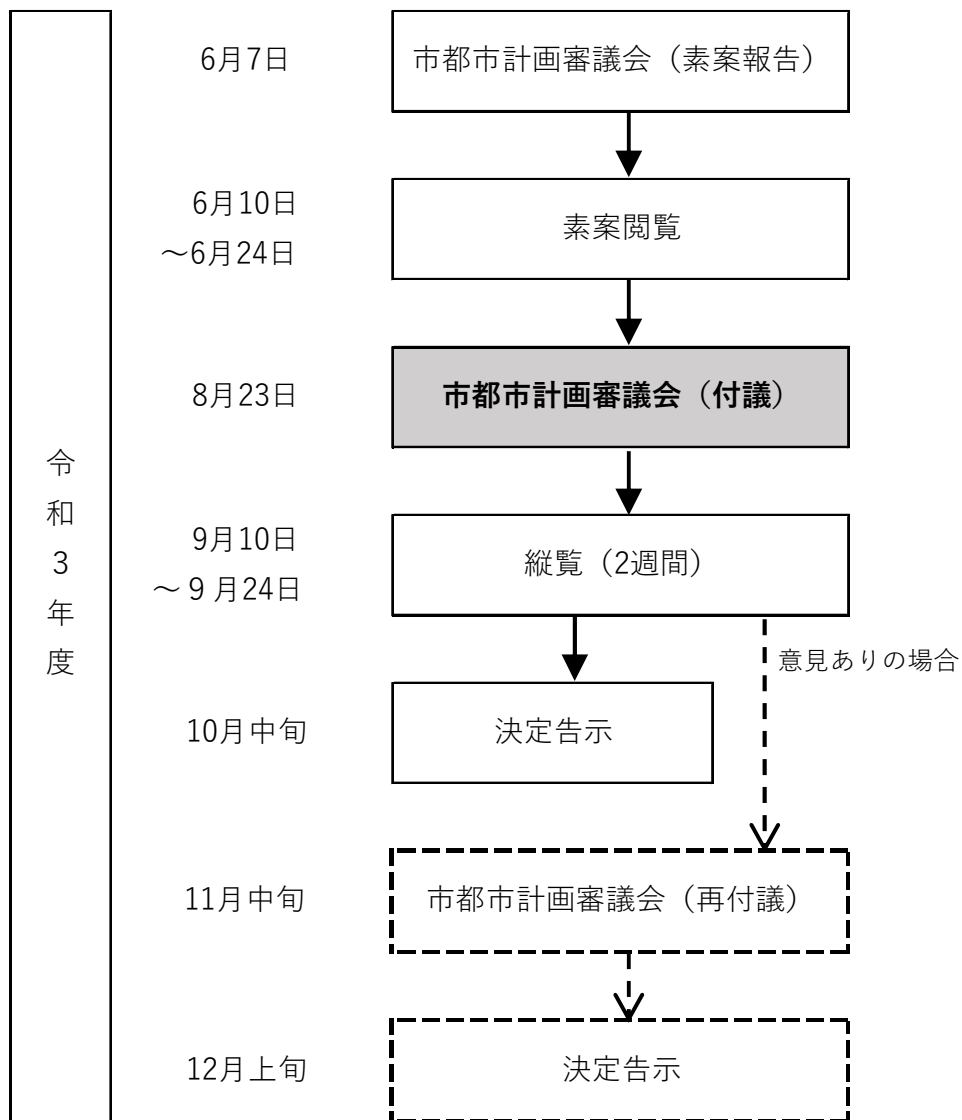 令和3年度
6月7日
市都市計画審議会（素案報告）
6月10日
～6月24日
素案閲覧
8月23日
市都市計画審議会（付議）
9月10日
～９月24日
縦覧（2週間）
意見ありの場合
10月中旬
決定告示
11月中旬
市都市計画審議会（再付議）
12月上旬
決定告示